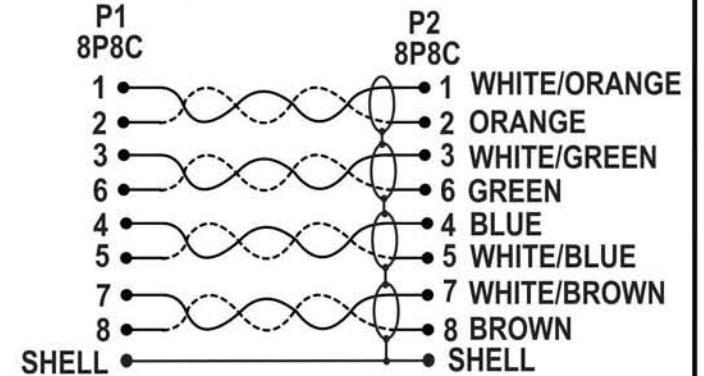 P1 P2
8P8C 8P8C
1 1 WHITE/ORANGE
2 2 ORANGE
3 3 WHITE/GREEN
6 6 GREEN
4 4 BLUE
5 5 WHITE/BLUE
7 7 WHITE/BROWN
8 8 BROWN
SHELL SHELL